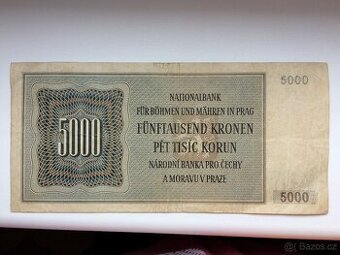 5000
NATIONALBANK
FÜR BÖHMEN UND MÄHREN IN PRAG
FÜNFTAUSEND KRONEN
PĚT TISÍC KORUN
NÁRODNÍ BANKA PRO ČECHY
A MORAVU V PRAZE
5000
5000
Bazos.cz